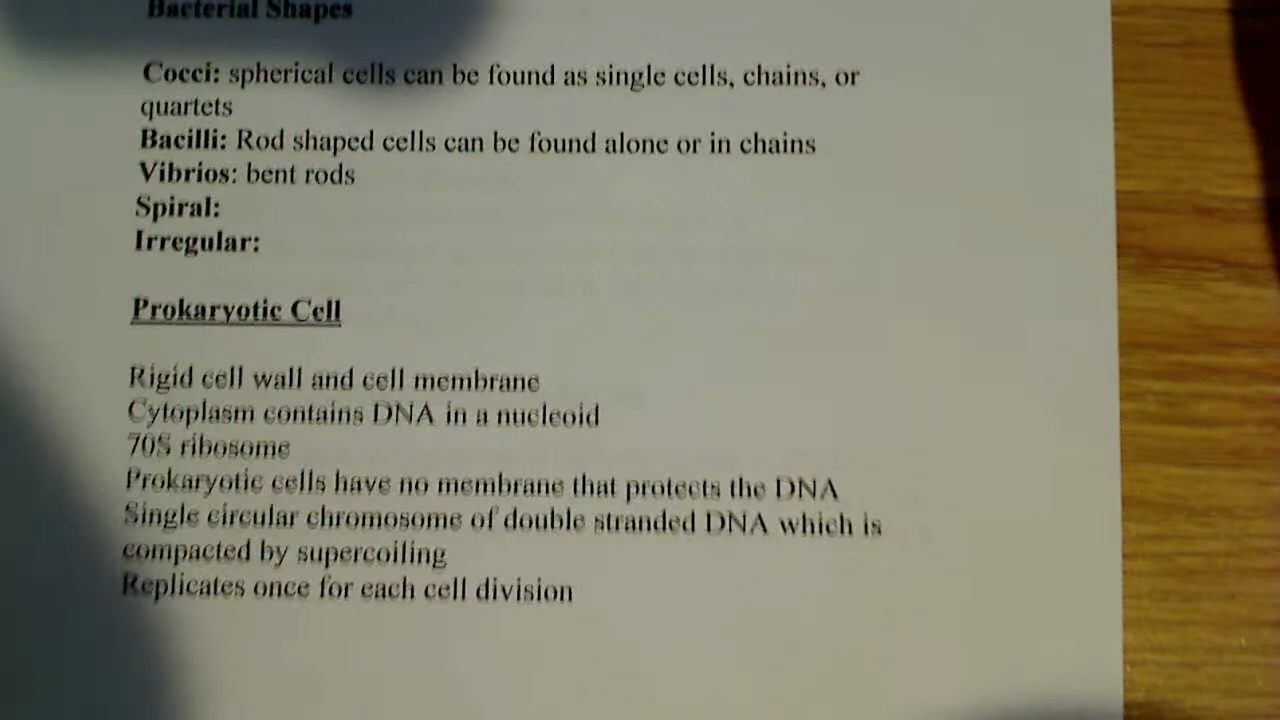 Bacterial Shapes
Cocci: spherical cells can be found as single cells, chains, or
quartets
Bacilli: Rod shaped cells can be found alone or in chains
Vibrios: bent rods
Spiral:
Irregular:
Prokaryotic Cell
Rigid cell wall and cell membrane
Cytoplasm contains DNA in a nucleoid
70S ribosome
Prokaryotic cells have no membrane that protects the DNA
Single circular chromosome of double stranded DNA which is
compacted by supercoiling
Replicates once for each cell division